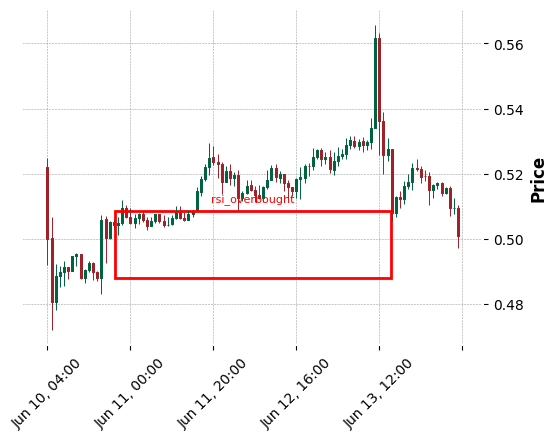 0.56
0.54
0.52
0.50
0.48
Price
rsi_overbought
Jun 10, 04:00
Jun 11, 00:00
Jun 11, 20:00
Jun 12, 16:00
Jun 13, 12:00